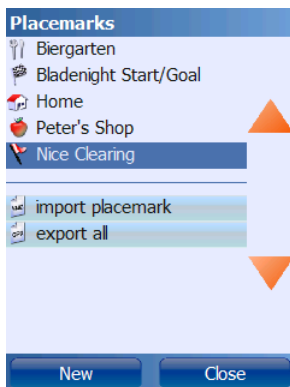 Placemarks
Biergarten
Bladenight Start/Goal
Home
Peter's Shop
Nice Clearing
import placemark
export all
New
Close